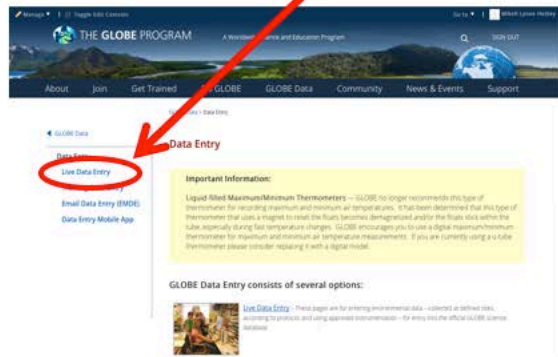 Manage
Toggle Edit Controls
Go to
THE GLOBE PROGRAM
A Worldwide Science and Education Program
SIGN OUT
About Join Get Trained GLOBE GLOBE Data Community News & Events Support
> Data Entry
GLOBE Data
Data Entry
Data Entry
Live Data Entry
Email Data Entry (EMDE)
Data Entry Mobile App
Important Information:
Liquid-filled Maximum/Minimum Thermometers — GLOBE no longer recommends this type of
thermometer for recording maximum and minimum air temperatures. It has been determined that this type of
thermometer that uses a magnet to reset the floats becomes demagnetized and/or the floats stick within the
tube, especially during fast temperature changes. GLOBE encourages you to use a digital maximum/minimum
thermometer for maximum and minimum air temperature measurements. If you are currently using a u-tube
thermometer please consider replacing it with a digital model.
GLOBE Data Entry consists of several options:
Live Data Entry - These pages are for entering environmental data - collected at defined sites,
according to protocol, and using approved instrumentation - for entry into the official GLOBE science
database